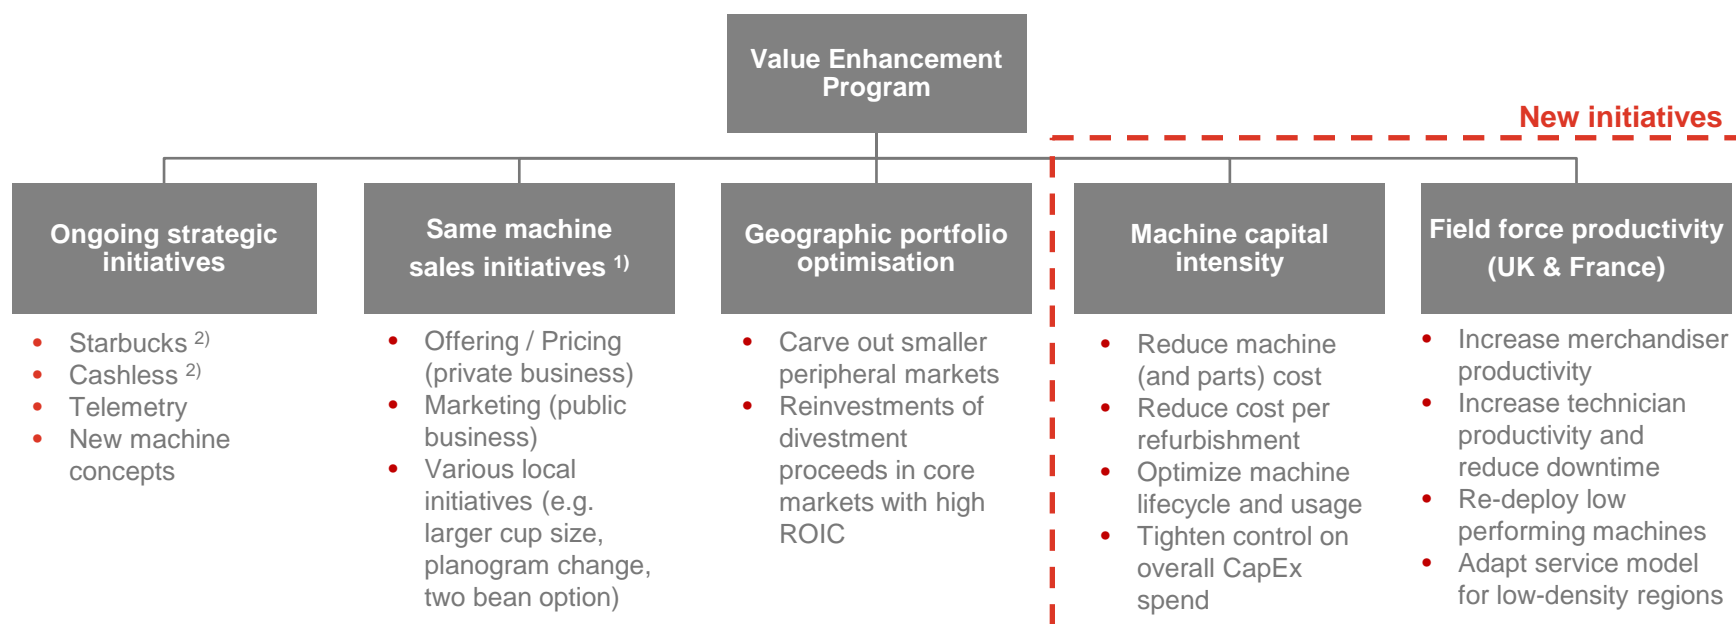 Value Enhancement
Program
New initiatives
Ongoing strategic
initiatives
Same machine
sales initiatives 1)
Geographic portfolio
optimisation
Machine capital
intensity
Field force productivity
(UK & France)
• Starbucks 2)
• Cashless 2)
• Telemetry
• New machine
concepts
• Offering / Pricing
(private business)
• Marketing (public
business)
• Various local
initiatives (e.g.
larger cup size,
planogram change,
two bean option)
• Carve out smaller
peripheral markets
• Reinvestments of
divestment
proceeds in core
markets with high
ROIC
• Reduce machine
(and parts) cost
• Reduce cost per
refurbishment
• Optimize machine
lifecycle and usage
• Tighten control on
overall CapEx
spend
• Increase merchandiser
productivity
• Increase technician
productivity and
reduce downtime
• Re-deploy low
performing machines
• Adapt service model
for low-density regions